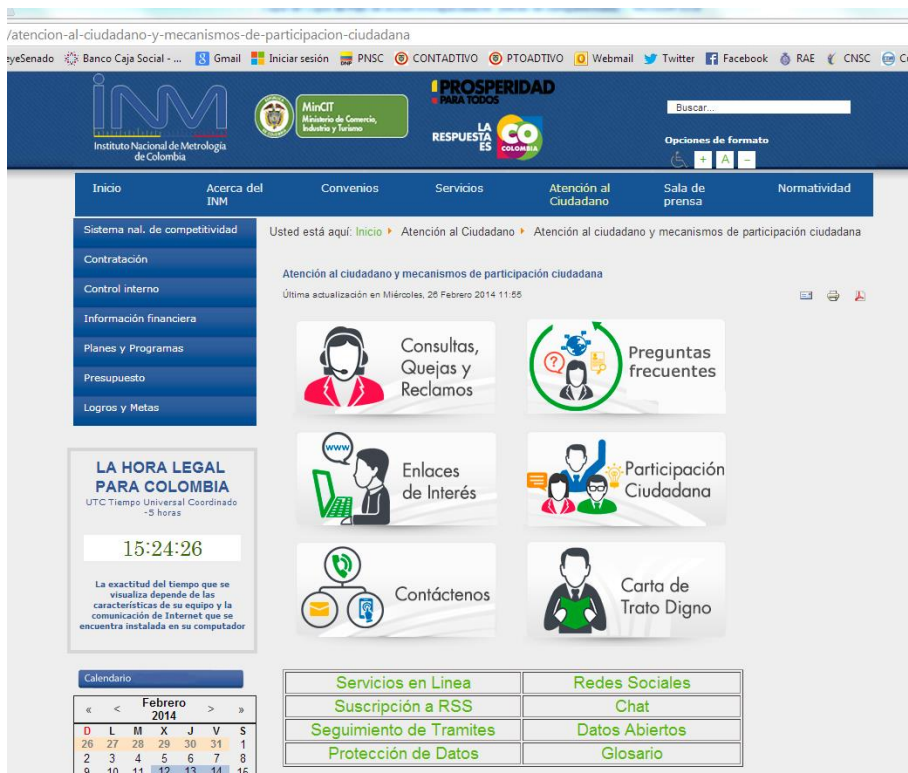 /atencion-al-ciudadano-y-mecanismos-de-participacion-ciudadana
eyeSenado Banco Caja Social - ... Gmail Iniciar sesión PNSC CONTADTIVO PTOADTIVO Webmail Twitter Facebook RAE CNSC
INM
Instituto Nacional de Metrología
de Colombia
MinCIT
Ministerio de Comercio,
Industria y Turismo
PROSPERIDAD
PARA TODOS
LA
RESPUESTA
ES
CO
COLOMBIA
Buscar...
Opciones de formato
+ A -
Inicio Acerca del INM Convenios Servicios Atención al Ciudadano Sala de prensa Normatividad
Sistema nal. de competitividad
Contratación
Control interno
Información financiera
Planes y Programas
Presupuesto
Logros y Metas
Usted está aquí: Inicio Atención al Ciudadano Atención al ciudadano y mecanismos de participación ciudadana
Atención al ciudadano y mecanismos de participación ciudadana
Última actualización en Miércoles, 26 Febrero 2014 11:55
Consultas,
Quejas y
Reclamos
Preguntas
frecuentes
www
Enlaces
de Interés
Participación
Ciudadana
Contáctenos
Carta de
Trato Digno
LA HORA LEGAL
PARA COLOMBIA
UTC Tiempo Universal Coordinado
-5 horas
15:24:26
La exactitud del tiempo que se
visualiza depende de las
características de su equipo y la
comunicación de Internet que se
encuentra instalada en su computador
Servicios en Linea Redes Sociales
Suscripción a RSS Chat
Seguimiento de Tramites Datos Abiertos
Protección de Datos Glosario
Calendario
« < Febrero > »
2014
D L M X J V S
26 27 28 29 30 31 1
2 3 4 5 6 7 8
9 10 11 12 13 14 15